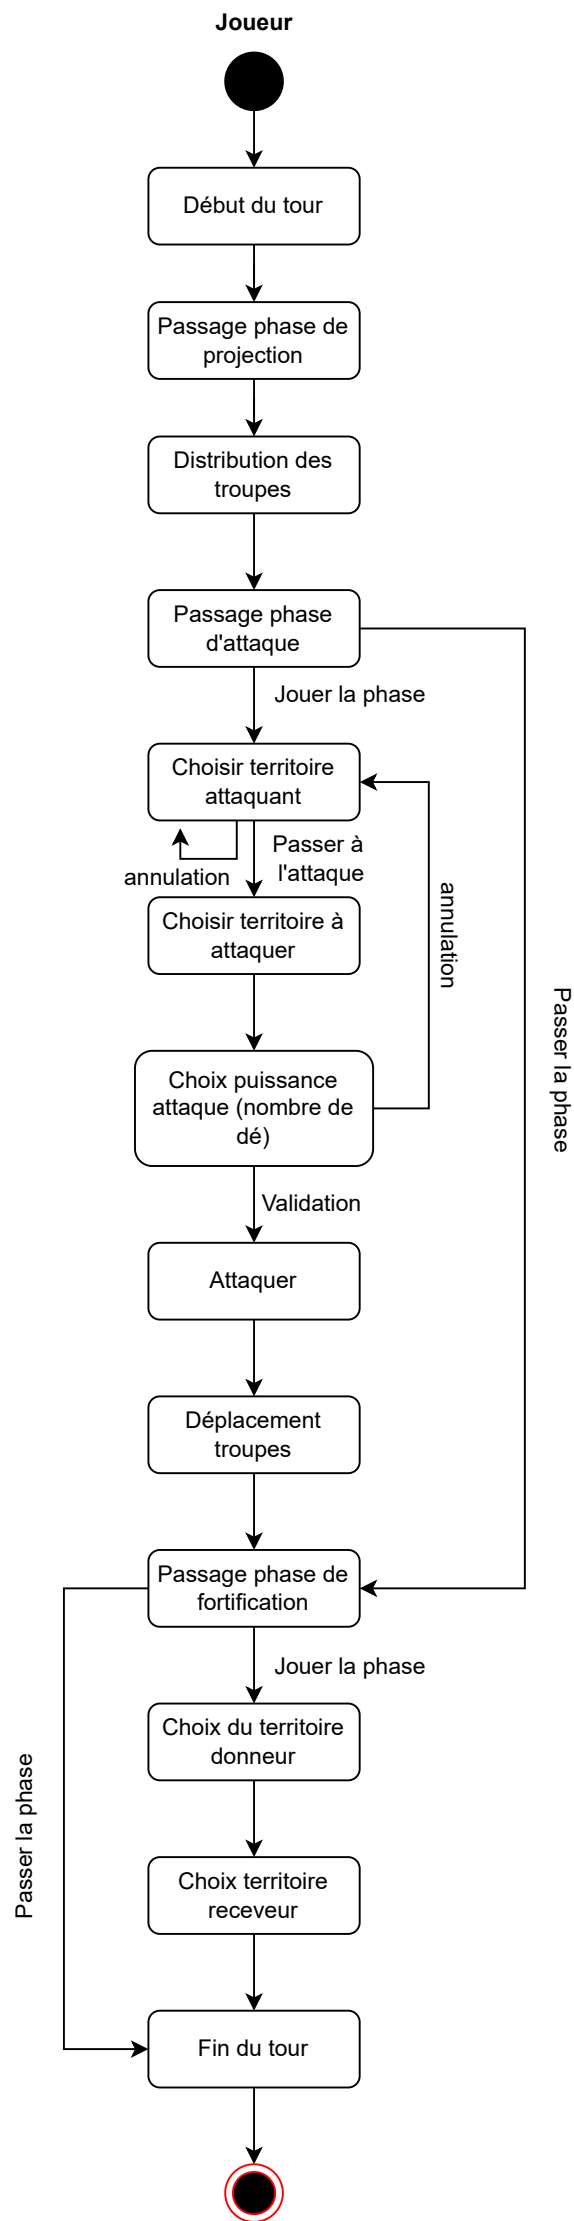 Joueur
Début du tour
Passage phase de
projection
Distribution des
troupes
Passage phase
d'attaque
Jouer la phase
Choisir territoire
attaquant
Passer à
l'attaque
annulation
Choisir territoire à
attaquer
annulation
Passer la phase
Choix puissance
attaque (nombre de
dé)
Validation
Attaquer
Déplacement
troupes
Passage phase de
fortification
Jouer la phase
Choix du territoire
donneur
Passer la phase
Choix territoire
receveur
Fin du tour